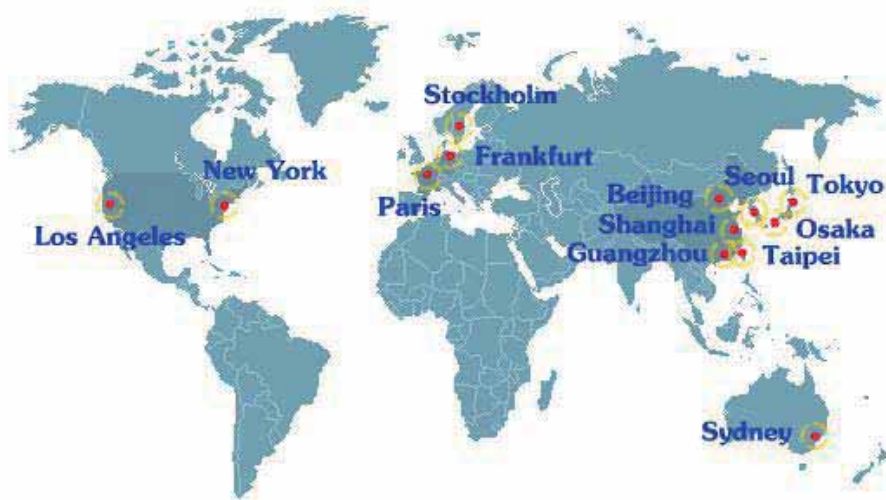 Stockholm
Frankfurt
New York
Paris
Los Angeles
Seoul
Beijing
Tokyo
Shanghai
Osaka
Guangzhou
Taipei
Sydney